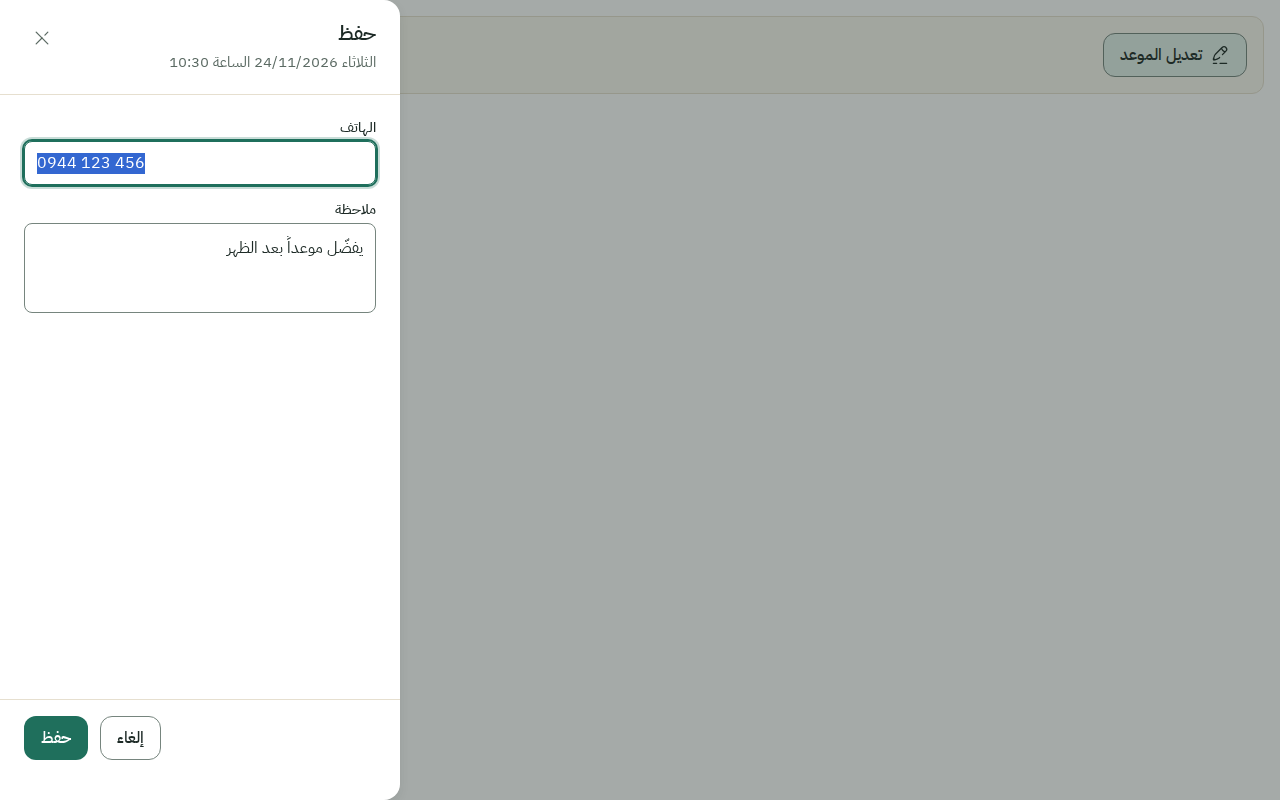 تعديل الموعد
حفظ
الثلاثاء 24/11/2026 الساعة 10:30
الهاتف
0944 123 456
ملاحظة
يفضّل موعداً بعد الظهر
إلغاء
حفظ